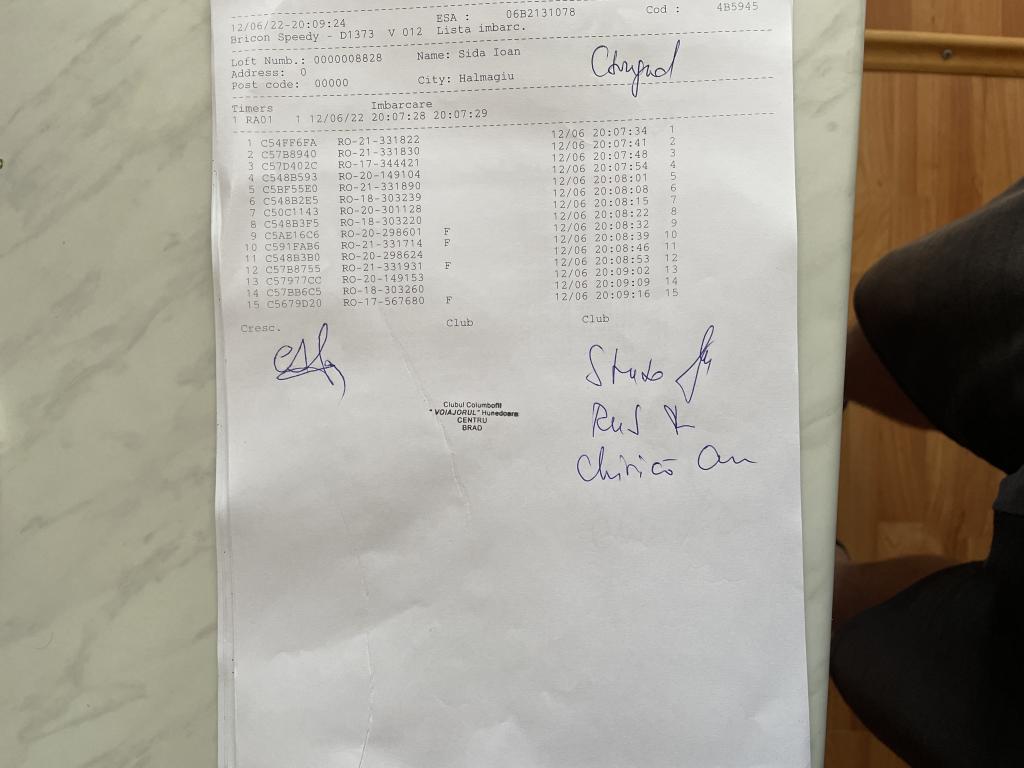 12/06/22-20:09:24 ESA : 06B2131078 Cod : 4B5945
Bricon Speedy - D1373 V 012 Lista imbarc.
Loft Numb.: 0000008828 Name: Sida Ioan
Address: 0
Post code: 00000 City: Halmagiu
Timers Imbarcare
1 RA01 1 12/06/22 20:07:28 20:07:29
1 C54FF6FA RO-21-331822 12/06 20:07:34 1
2 C57B8940 RO-21-331830 12/06 20:07:41 2
3 C57D402C RO-17-344421 12/06 20:07:48 3
4 C548B593 RO-20-149104 12/06 20:07:54 4
5 C5BF55E0 RO-21-331890 12/06 20:08:01 5
6 C548B2E5 RO-18-303239 12/06 20:08:08 6
7 C50C1143 RO-20-301128 12/06 20:08:15 7
8 C548B3F5 RO-18-303220 12/06 20:08:22 8
9 C5AE16C6 RO-20-298601 F 12/06 20:08:32 9
10 C591FAB6 RO-21-331714 F 12/06 20:08:39 10
11 C548B3B0 RO-20-298624 12/06 20:08:46 11
12 C57B8755 RO-21-331931 F 12/06 20:08:53 12
13 C57977CC RO-20-149153 12/06 20:09:02 13
14 C57BB6C5 RO-18-303260 12/06 20:09:09 14
15 C5679D20 RO-17-567680 F 12/06 20:09:16 15
Cresc. Club Club
Clubul Columbofil
"VOIAJORUL" Hunedoara
CENTRU
BRAD
Rus